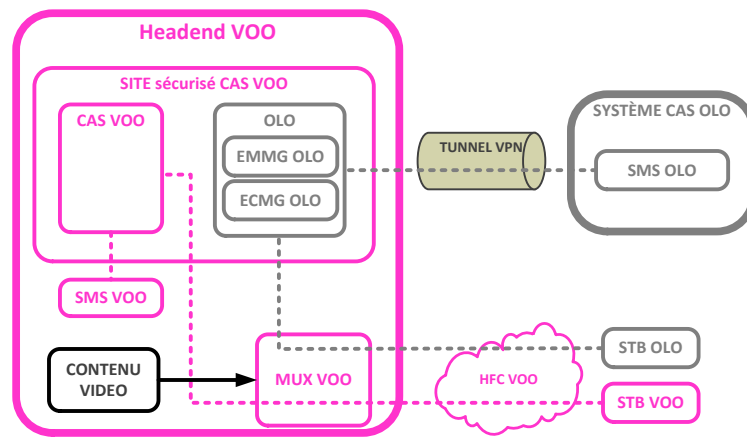 Headend VOO
SITE sécurisé CAS VOO
CAS VOO
OLO
EMMG OLO
ECMG OLO
TUNNEL VPN
SYSTÈME CAS OLO
SMS OLO
SMS VOO
CONTENU
VIDEO
MUX VOO
HFC VOO
STB OLO
STB VOO